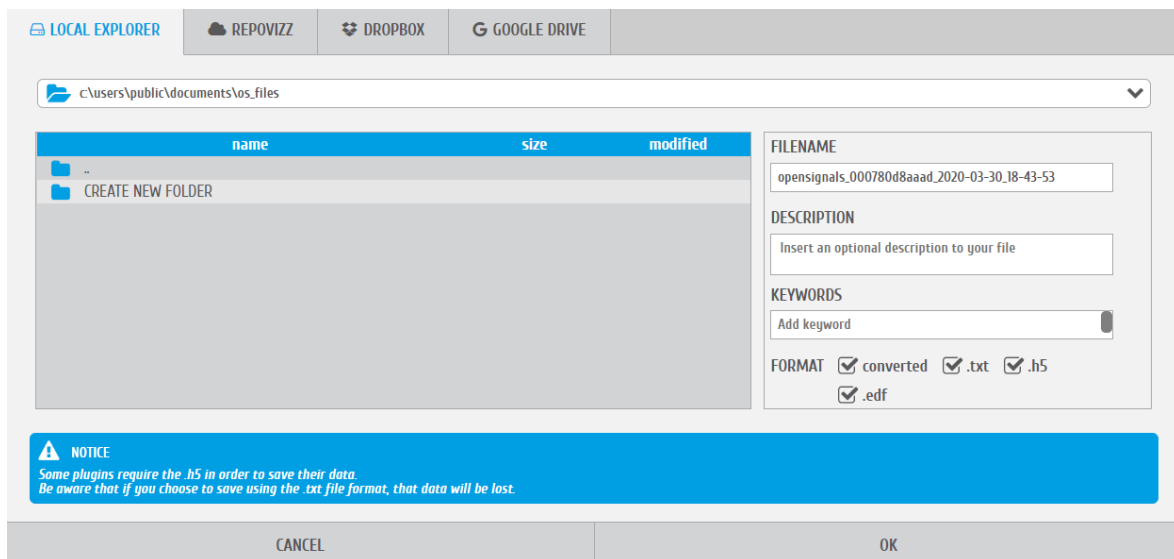 LOCAL EXPLORER REPOVIZZ DROPBOX GOOGLE DRIVE
c:\users\public\documents\os_files
name size modified
..
CREATE NEW FOLDER
FILENAME
opensignals_000780d8aaad_2020-03-30_18-43-53
DESCRIPTION
Insert an optional description to your file
KEYWORDS
Add keyword
FORMAT converted .txt .h5
.edf
NOTICE
Some plugins require the .h5 in order to save their data.
Be aware that if you choose to save using the .txt file format, that data will be lost.
CANCEL OK